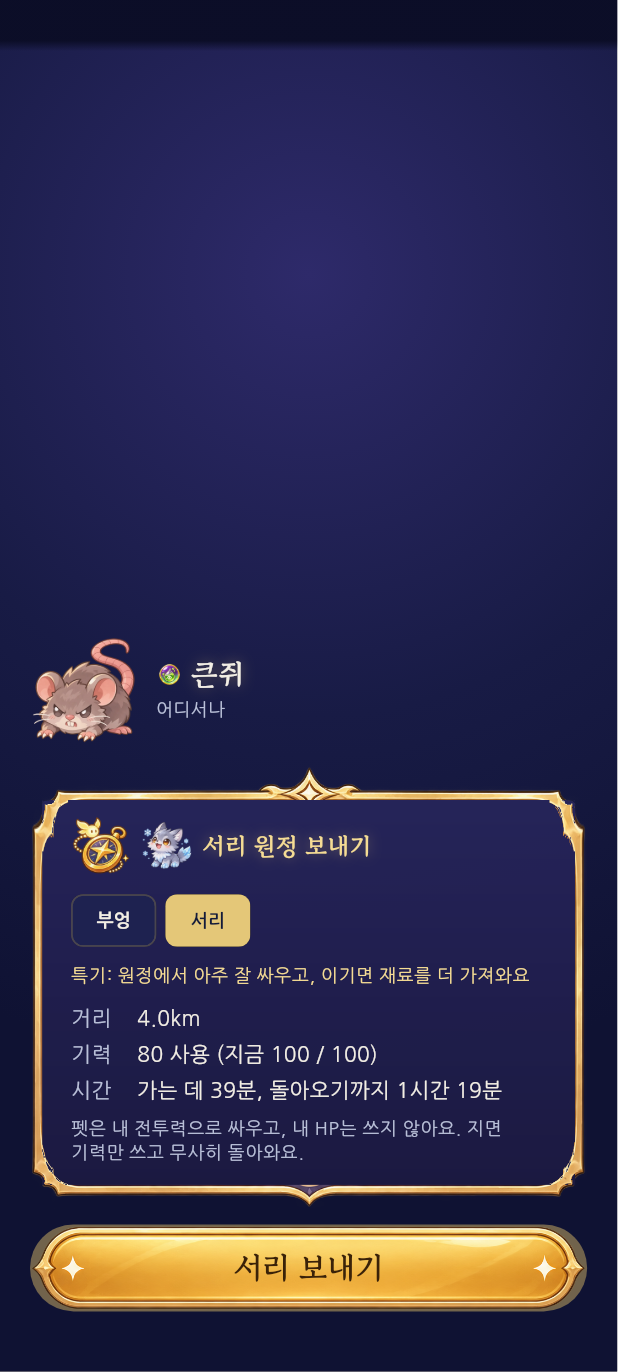 큰쥐
어디서나
서리 원정 보내기
부엉
서리
특기: 원정에서 아주 잘 싸우고, 이기면 재료를 더 가져와요
거리 4.0km
기력 80 사용 (지금 100 / 100)
시간 가는 데 39분, 돌아오기까지 1시간 19분
펫은 내 전투력으로 싸우고, 내 HP는 쓰지 않아요. 지면
기력만 쓰고 무사히 돌아와요.
서리 보내기